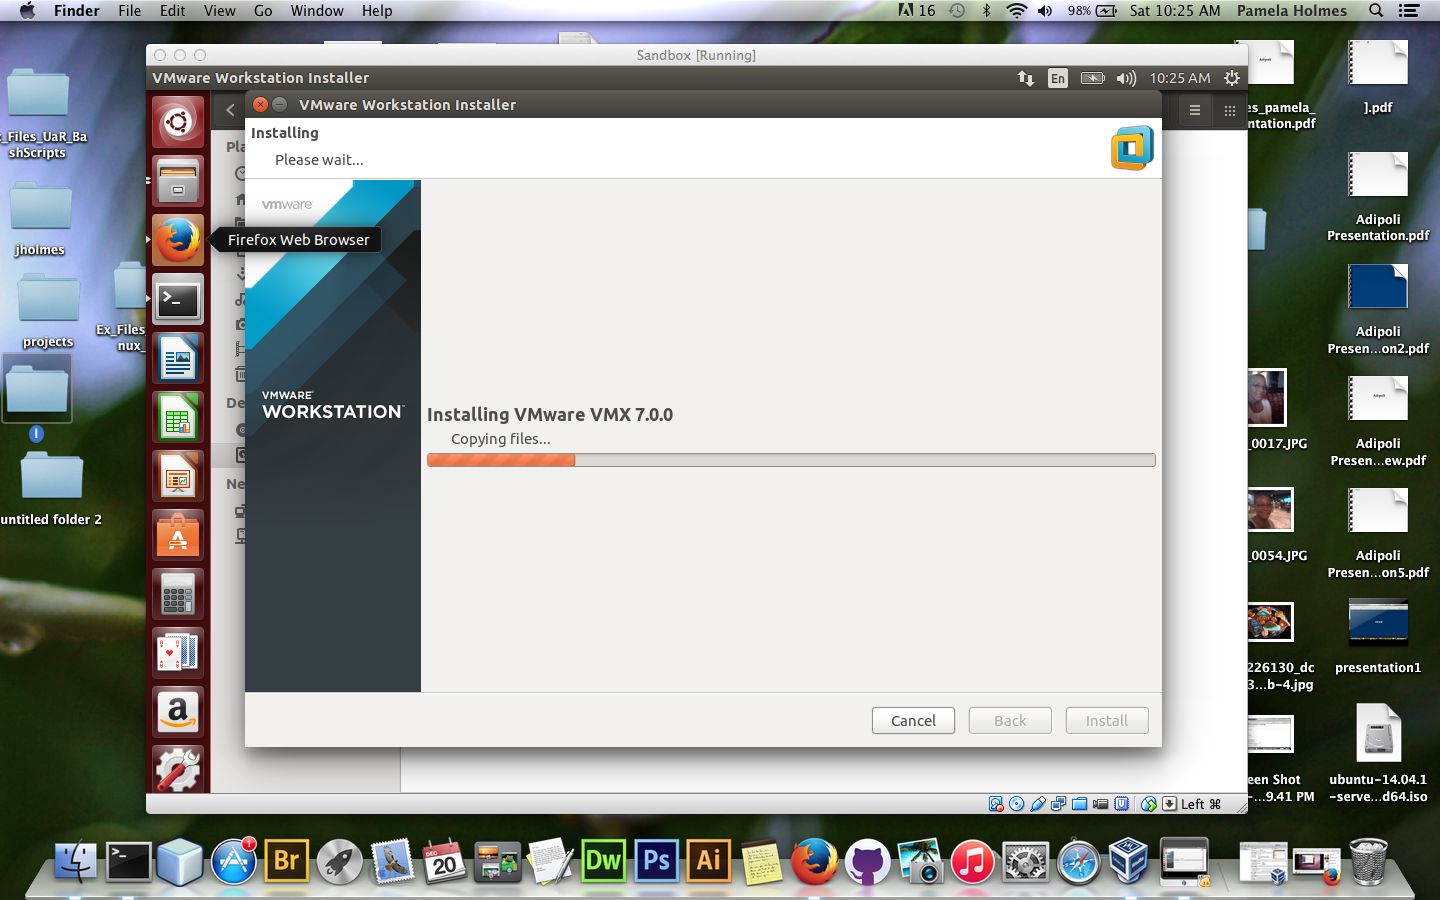 Finder File Edit View Go Window Help
16 98% Sat 10:25 AM Pamela Holmes
Sandbox [Running]
VMware Workstation Installer
En 10:25 AM
VMware Workstation Installer
Installing
Please wait...
vmware
Firefox Web Browser
VMWARE
WORKSTATION
Installing VMware VMX 7.0.0
Copying files...
Cancel Back Install
Pla
De
Ne
Left ⌘
_Files_UaR_Ba
shScripts
jholmes
projects
Ex_Files
nux_
untitled folder 2
es_pamela_
ntation.pdf
].pdf
Adipoli
Presentation.pdf
Adipoli
Presen...on2.pdf
_0017.JPG
Adipoli
Presen...ew.pdf
_0054.JPG
Adipoli
Presen...on5.pdf
226130_dc
3...b-4.jpg
presentation1
een Shot
-...9.41 PM
ubuntu-14.04.1
-serve...d64.iso
1
Br
DEC
20
Dw
Ps
Ai